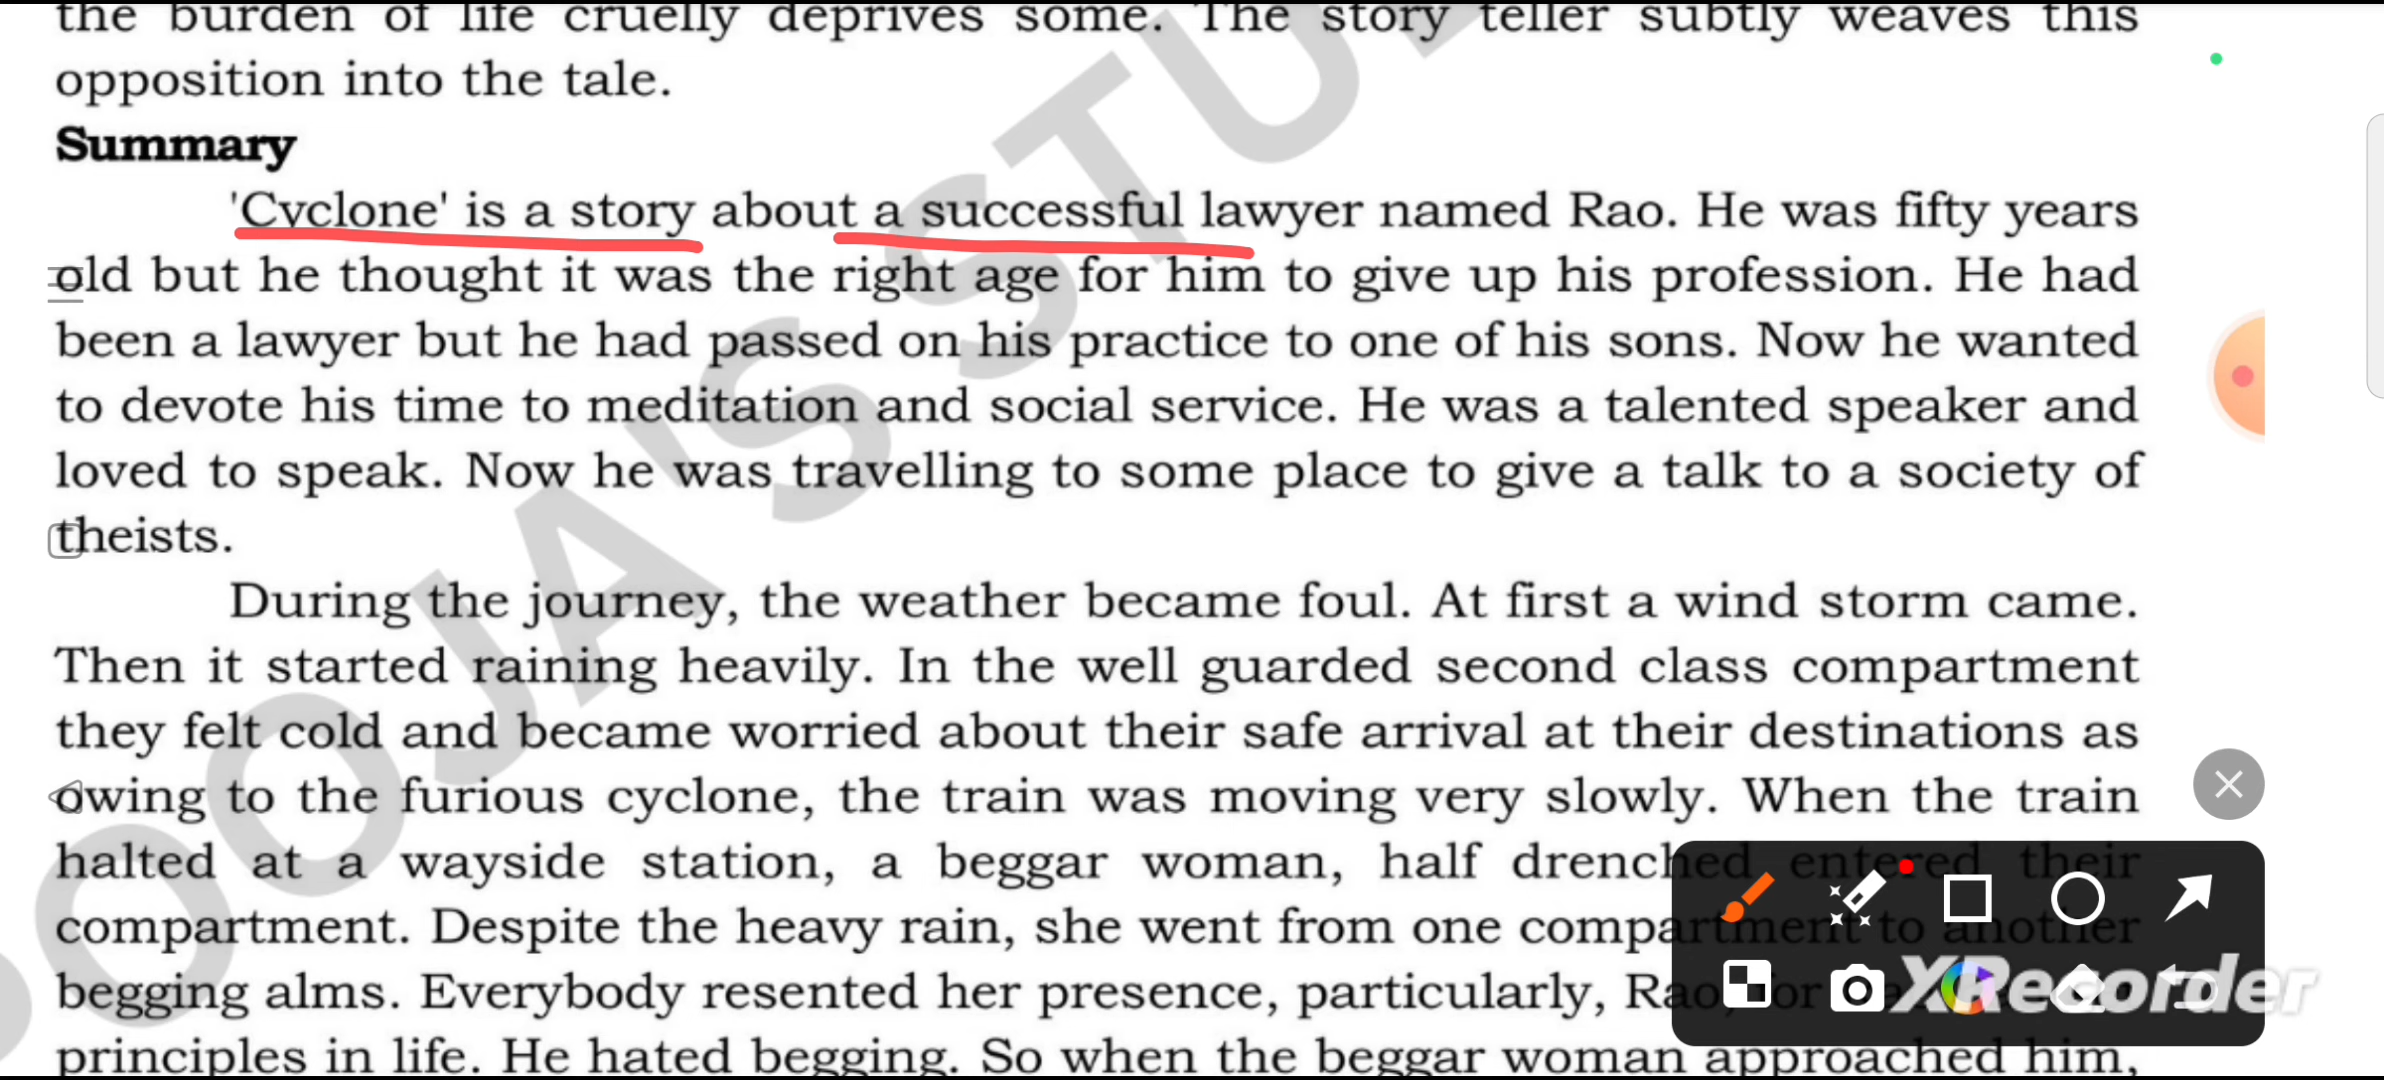 the burden of life cruelly deprives some. The story teller subtly weaves this
opposition into the tale.
Summary
'Cyclone' is a story about a successful lawyer named Rao. He was fifty years
old but he thought it was the right age for him to give up his profession. He had
been a lawyer but he had passed on his practice to one of his sons. Now he wanted
to devote his time to meditation and social service. He was a talented speaker and
loved to speak. Now he was travelling to some place to give a talk to a society of
theists.
During the journey, the weather became foul. At first a wind storm came.
Then it started raining heavily. In the well guarded second class compartment
they felt cold and became worried about their safe arrival at their destinations as
owing to the furious cyclone, the train was moving very slowly. When the train
halted at a wayside station, a beggar woman, half drenched entered their
compartment. Despite the heavy rain, she went from one compartment to another
begging alms. Everybody resented her presence, particularly, Rao, for
principles in life. He hated begging. So when the beggar woman approached him,
XRecorder
OOJA'S STU